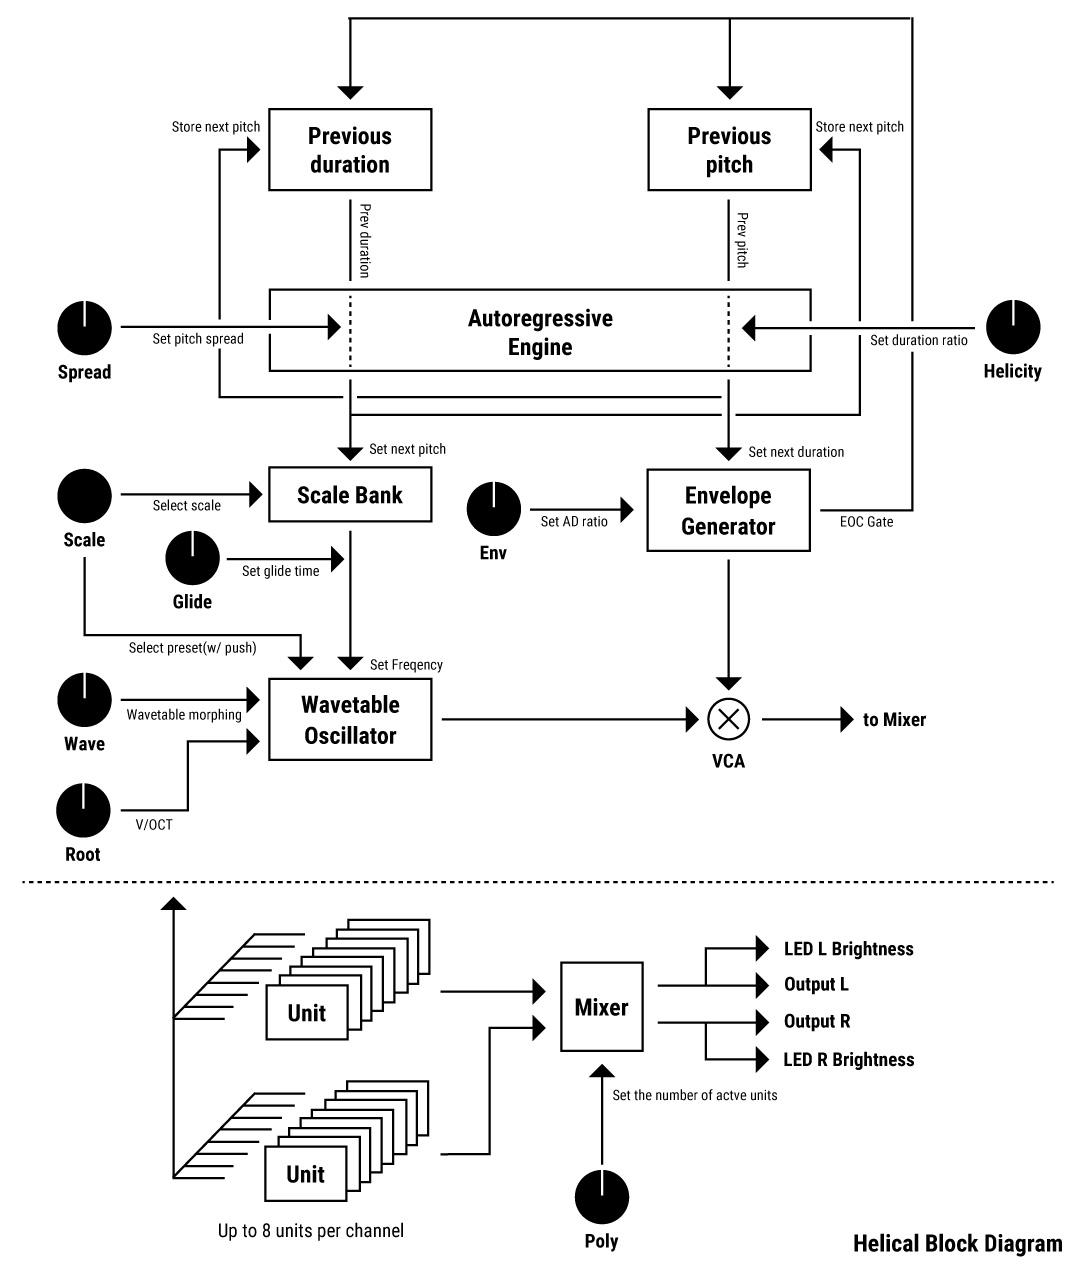 Store next pitch
Previous
duration
Previous
pitch
Store next pitch
Prev duration
Prev pitch
Autoregressive
Engine
Set pitch spread
Spread
Set duration ratio
Helicity
Set next pitch
Set next duration
Scale Bank
Select scale
Scale
Envelope
Generator
Set AD ratio
Env
EOC Gate
Set glide time
Glide
Select preset(w/ push)
Set Freqency
Wavetable
Oscillator
Wavetable morphing
Wave
to Mixer
VCA
V/OCT
Root
Unit
Mixer
LED L Brightness
Output L
Output R
LED R Brightness
Set the number of actve units
Unit
Up to 8 units per channel
Poly
Helical Block Diagram